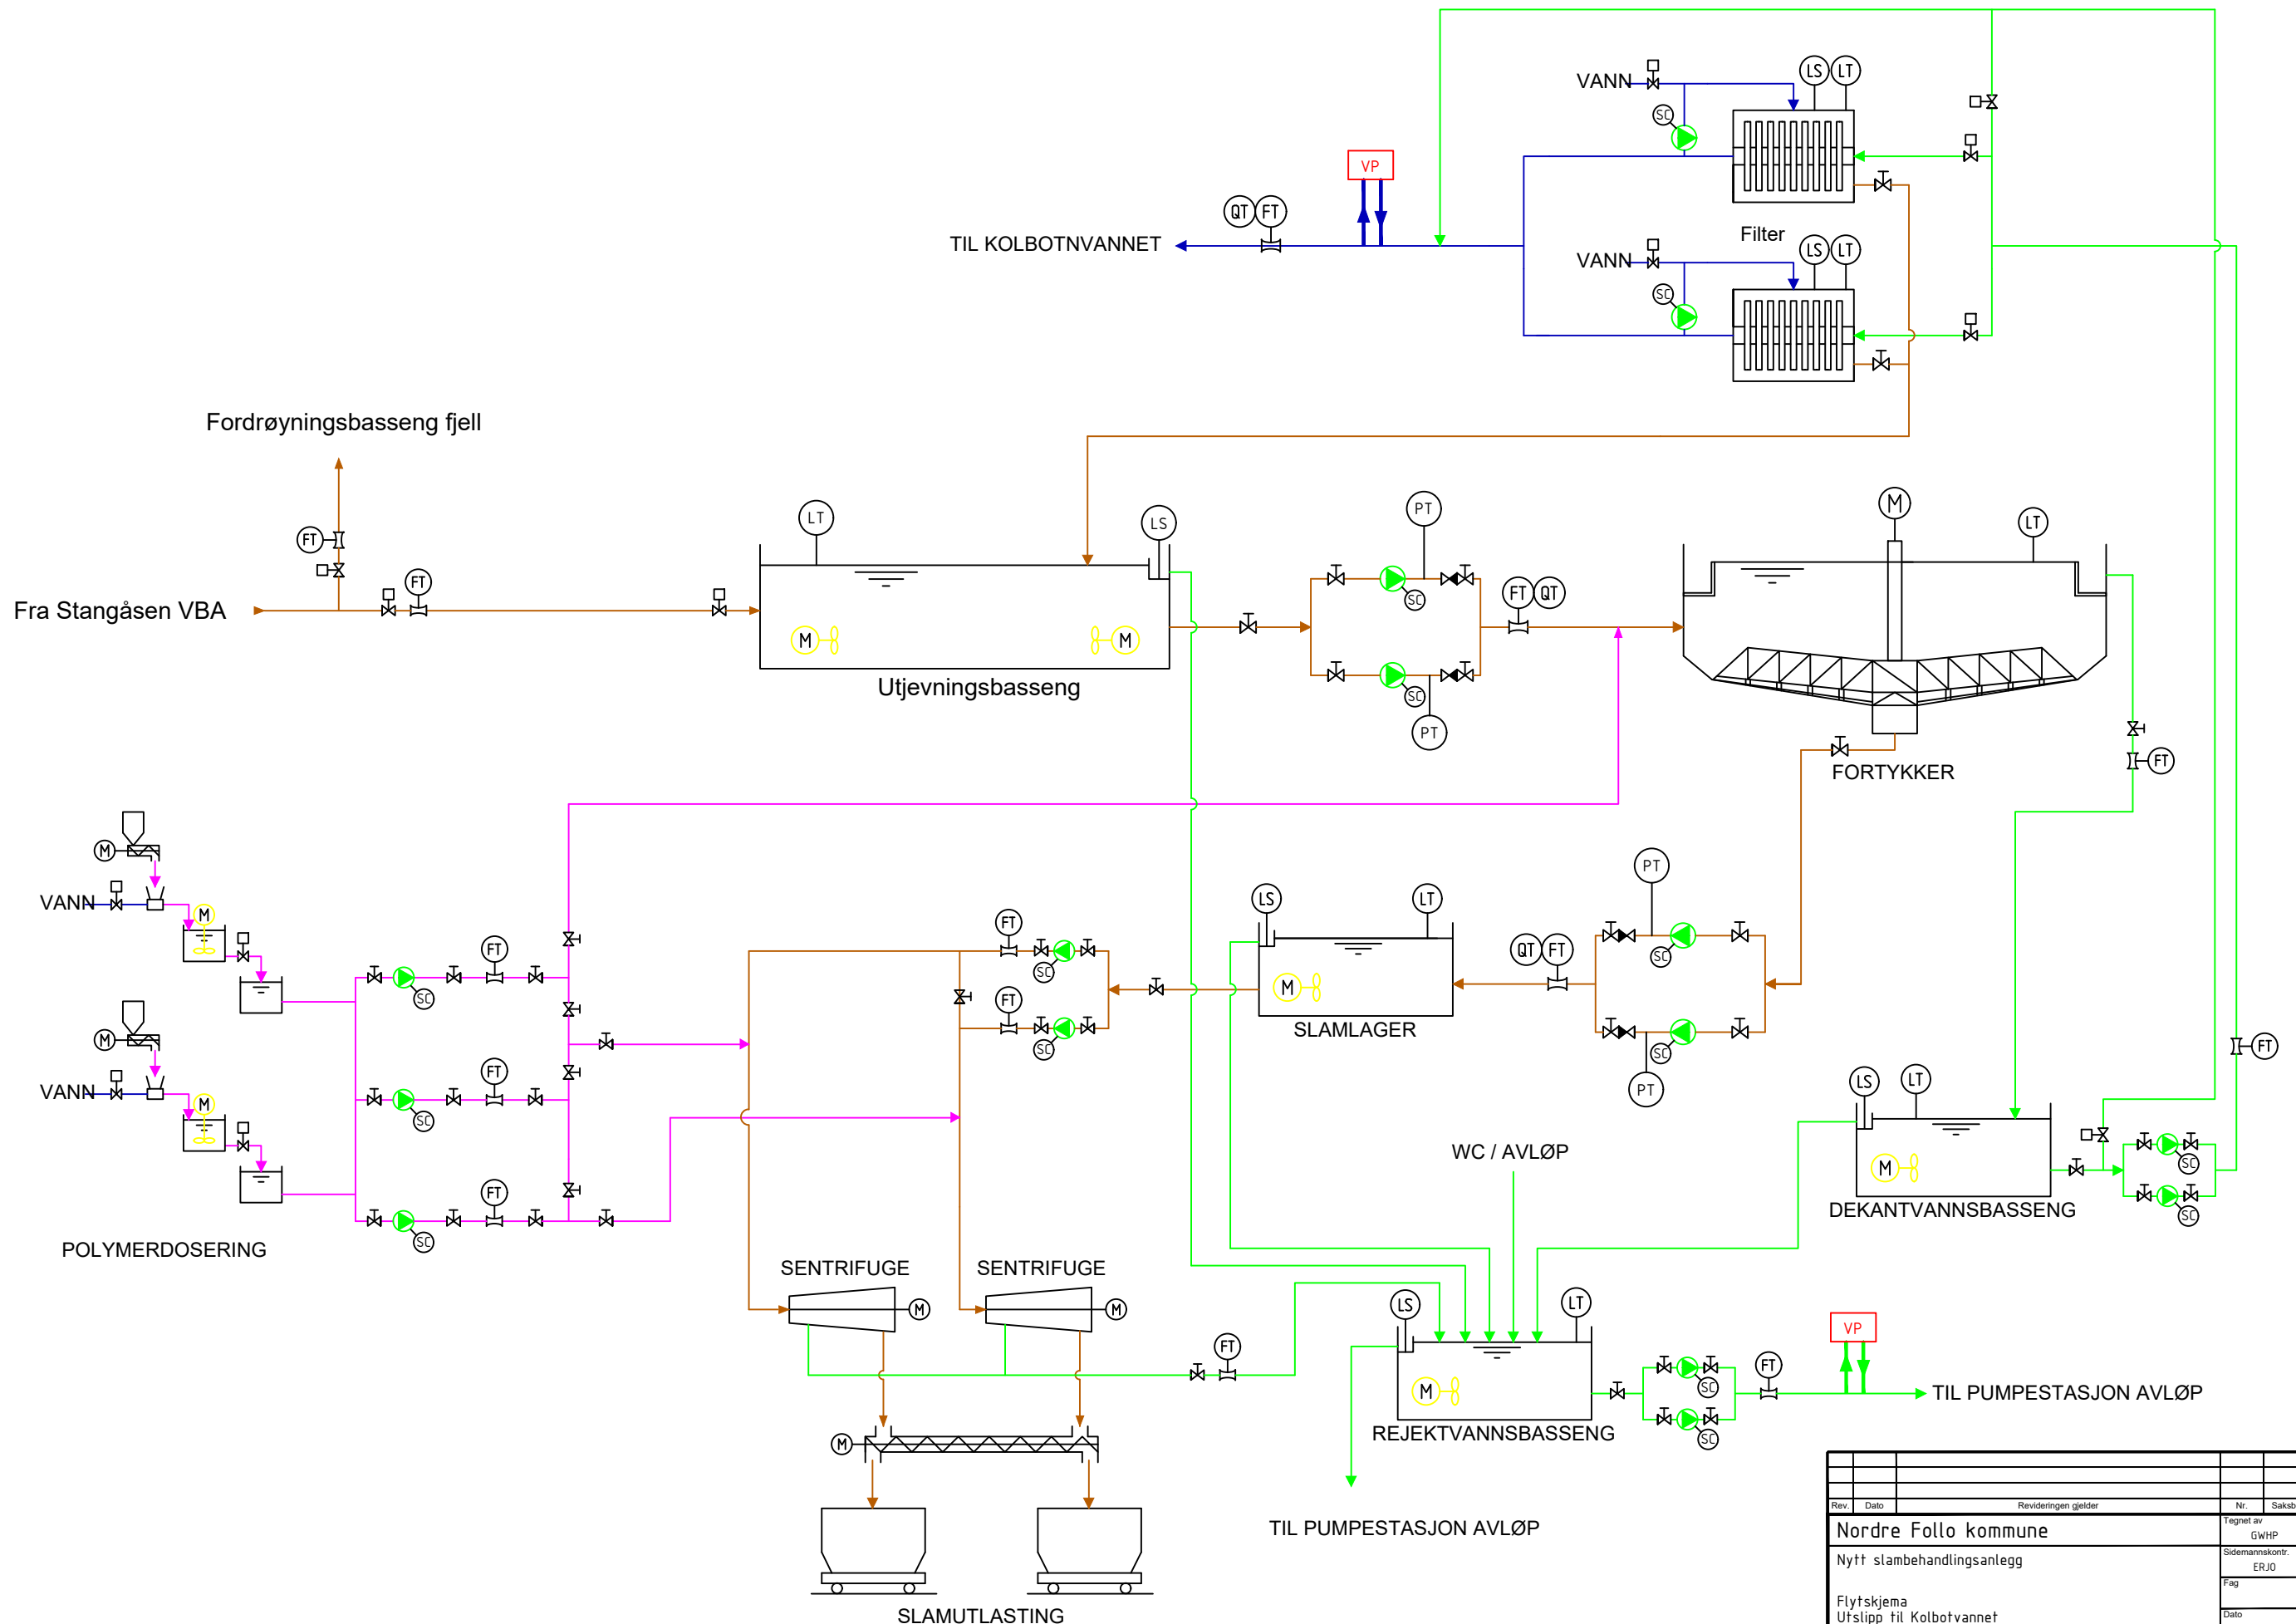 VANN
LS LT
SC
VP
QT FT
TIL KOLBOTNVANNET
Filter
LS LT
VANN
SC
Fordrøyningsbasseng fjell
FT
FT
Fra Stangåsen VBA
LT
LS
M
M
Utjevningsbasseng
PT
SC
SC
PT
FT QT
M
LT
FORTYKKER
FT
M
VANN
M
M
VANN
M
POLYMERDOSERING
FT
SC
FT
SC
FT
SC
FT
SC
FT
SC
LS
LT
M
SLAMLAGER
QT FT
PT
SC
SC
PT
FT
LS
LT
M
DEKANTVANNSBASSENG
SC
SC
WC / AVLØP
SENTRIFUGE
SENTRIFUGE
M
M
FT
LS
LT
M
REJEKTVANNSBASSENG
SC
SC
FT
VP
TIL PUMPESTASJON AVLØP
M
TIL PUMPESTASJON AVLØP
SLAMUTLASTING
Rev. Dato Revideringen gjelder Nr. Saksb
Nordre Follo kommune
Tegnet av
GWHP
Nytt slambehandlingsanlegg
Sidemannskontr.
ERJO
Fag
Flytskjema
Utslipp til Kolbotvannet
Dato